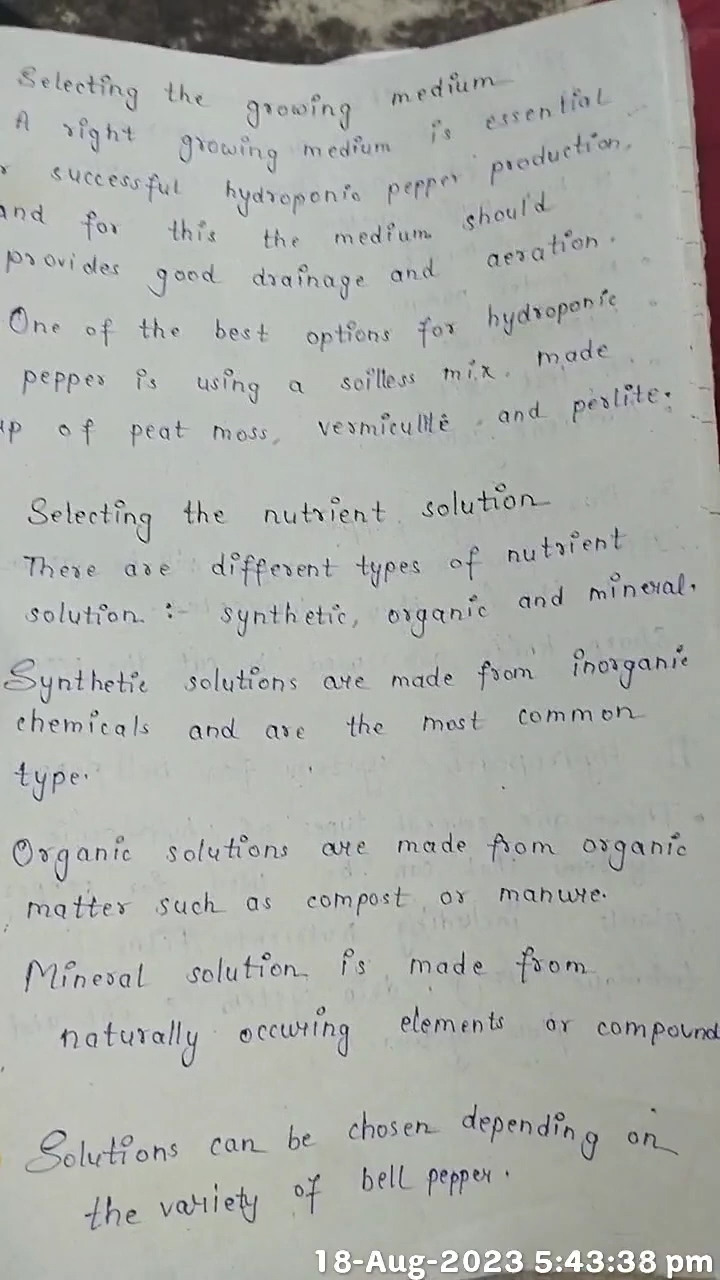 Selecting the growing medium
A right growing medium is essential
r successful hydroponic pepper production.
and for this the medium should
provides good drainage and aeration.
One of the best options for hydroponic
pepper is using a soilless mix. made
up of peat moss, vermiculite and perlite.
Selecting the nutrient solution
There are different types of nutrient
solution :- synthetic, organic and mineral.
Synthetic solutions are made from inorganic
chemicals and are the most common
type.
Organic solutions are made from organic
matter such as compost or manure.
Mineral solution is made from
naturally occuring elements or compound
Solutions can be chosen depending on
the variety of bell pepper.
18-Aug-2023 5:43:38 pm